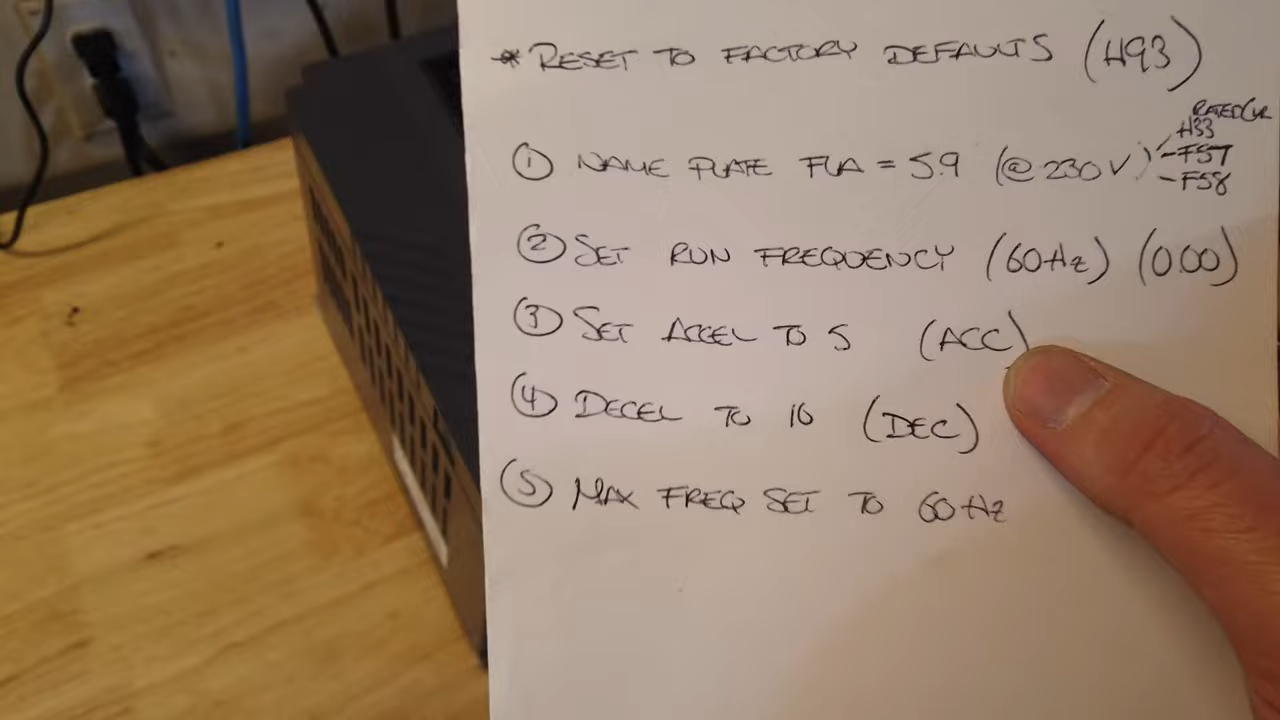 * RESET TO FACTORY DEFAULTS (H93)
RATED CUR
H33
① NAME PLATE FLA = 5.9 (@ 230V) - F57
- F58
② SET RUN FREQUENCY (60Hz) (0.00)
③ SET ACCEL TO 5 (ACC)
④ DECEL TO 10 (DEC)
⑤ MAX FREQ SET TO 60Hz